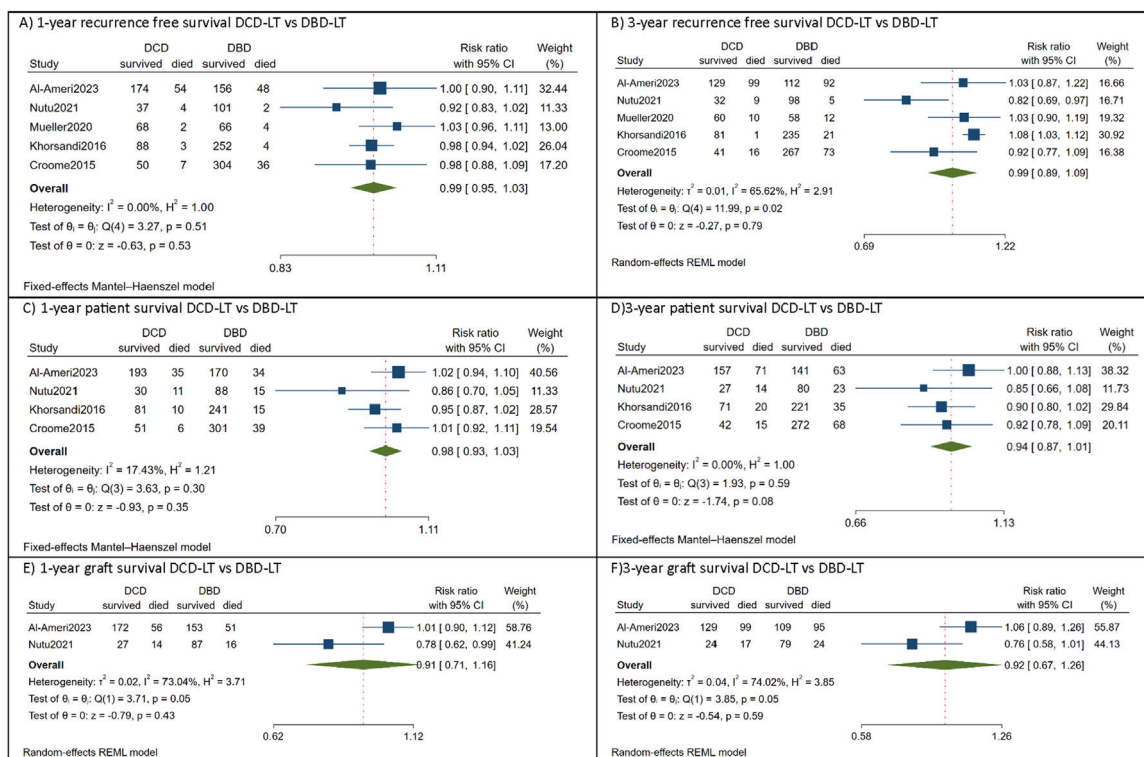 A) 1-year recurrence free survival DCD-LT vs DBD-LT
DCD DBD Risk ratio Weight
Study survived died survived died with 95% CI (%)
Al-Ameri2023 174 54 156 48 1.00 [ 0.90, 1.11] 32.44
Nutu2021 37 4 101 2 0.92 [ 0.83, 1.02] 11.33
Mueller2020 68 2 66 4 1.03 [ 0.96, 1.11] 13.00
Khorsandi2016 88 3 252 4 0.98 [ 0.94, 1.02] 26.04
Croome2015 50 7 304 36 0.98 [ 0.88, 1.09] 17.20
Overall 0.99 [ 0.95, 1.03]
Heterogeneity: I² = 0.00%, H² = 1.00
Test of θᵢ = θⱼ: Q(4) = 3.27, p = 0.51
Test of θ = 0: z = -0.63, p = 0.53
0.83 1.11
Fixed-effects Mantel–Haenszel model
B) 3-year recurrence free survival DCD-LT vs DBD-LT
DCD DBD Risk ratio Weight
Study survived died survived died with 95% CI (%)
Al-Ameri2023 129 99 112 92 1.03 [ 0.87, 1.22] 16.66
Nutu2021 32 9 98 5 0.82 [ 0.69, 0.97] 16.71
Mueller2020 60 10 58 12 1.03 [ 0.90, 1.19] 19.32
Khorsandi2016 81 1 235 21 1.08 [ 1.03, 1.12] 30.92
Croome2015 41 16 267 73 0.92 [ 0.77, 1.09] 16.38
Overall 0.99 [ 0.89, 1.09]
Heterogeneity: τ² = 0.01, I² = 65.62%, H² = 2.91
Test of θᵢ = θⱼ: Q(4) = 11.99, p = 0.02
Test of θ = 0: z = -0.27, p = 0.79
0.69 1.22
Random-effects REML model
C) 1-year patient survival DCD-LT vs DBD-LT
DCD DBD Risk ratio Weight
Study survived died survived died with 95% CI (%)
Al-Ameri2023 193 35 170 34 1.02 [ 0.94, 1.10] 40.56
Nutu2021 30 11 88 15 0.86 [ 0.70, 1.05] 11.33
Khorsandi2016 81 10 241 15 0.95 [ 0.87, 1.02] 28.57
Croome2015 51 6 301 39 1.01 [ 0.92, 1.11] 19.54
Overall 0.98 [ 0.93, 1.03]
Heterogeneity: I² = 17.43%, H² = 1.21
Test of θᵢ = θⱼ: Q(3) = 3.63, p = 0.30
Test of θ = 0: z = -0.93, p = 0.35
0.70 1.11
Fixed-effects Mantel–Haenszel model
D)3-year patient survival DCD-LT vs DBD-LT
DCD DBD Risk ratio Weight
Study survived died survived died with 95% CI (%)
Al-Ameri2023 157 71 141 63 1.00 [ 0.88, 1.13] 38.32
Nutu2021 27 14 80 23 0.85 [ 0.66, 1.08] 11.73
Khorsandi2016 71 20 221 35 0.90 [ 0.80, 1.02] 29.84
Croome2015 42 15 272 68 0.92 [ 0.78, 1.09] 20.11
Overall 0.94 [ 0.87, 1.01]
Heterogeneity: I² = 0.00%, H² = 1.00
Test of θᵢ = θⱼ: Q(3) = 1.93, p = 0.59
Test of θ = 0: z = -1.74, p = 0.08
0.66 1.13
Fixed-effects Mantel–Haenszel model
E) 1-year graft survival DCD-LT vs DBD-LT
DCD DBD Risk ratio Weight
Study survived died survived died with 95% CI (%)
Al-Ameri2023 172 56 153 51 1.01 [ 0.90, 1.12] 58.76
Nutu2021 27 14 87 16 0.78 [ 0.62, 0.99] 41.24
Overall 0.91 [ 0.71, 1.16]
Heterogeneity: τ² = 0.02, I² = 73.04%, H² = 3.71
Test of θᵢ = θⱼ: Q(1) = 3.71, p = 0.05
Test of θ = 0: z = -0.79, p = 0.43
0.62 1.12
Random-effects REML model
F)3-year graft survival DCD-LT vs DBD-LT
DCD DBD Risk ratio Weight
Study survived died survived died with 95% CI (%)
Al-Ameri2023 129 99 109 95 1.06 [ 0.89, 1.26] 55.87
Nutu2021 24 17 79 24 0.76 [ 0.58, 1.01] 44.13
Overall 0.92 [ 0.67, 1.26]
Heterogeneity: τ² = 0.04, I² = 74.02%, H² = 3.85
Test of θᵢ = θⱼ: Q(1) = 3.85, p = 0.05
Test of θ = 0: z = -0.54, p = 0.59
0.58 1.26
Random-effects REML model